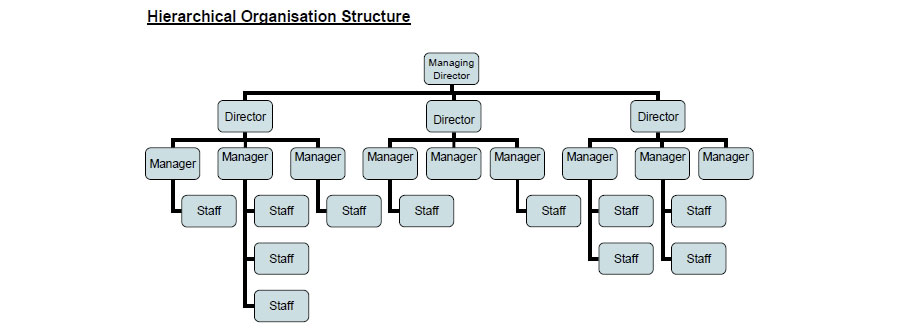 Hierarchical Organisation Structure
Managing
Director
Director
Director
Director
Manager
Manager
Manager
Manager
Manager
Manager
Manager
Manager
Manager
Staff
Staff
Staff
Staff
Staff
Staff
Staff
Staff
Staff
Staff
Staff